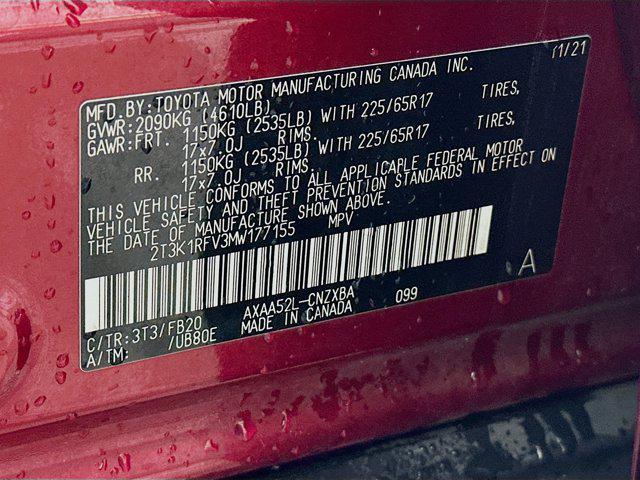 11/21
MFD.BY:TOYOTA MOTOR MANUFACTURING CANADA INC.
GVWR:2090KG (4610LB)
GAWR:FRT. 1150KG (2535LB) WITH 225/65R17 TIRES,
17x7.0J RIMS.
RR. 1150KG (2535LB) WITH 225/65R17 TIRES,
17x7.0J RIMS.
THIS VEHICLE CONFORMS TO ALL APPLICABLE FEDERAL MOTOR
VEHICLE SAFETY AND THEFT PREVENTION STANDARDS IN EFFECT ON
THE DATE OF MANUFACTURE SHOWN ABOVE.
2T3K1RFV3MW177155 MPV
C/TR:3T3/FB20 AXAA52L-CNZXBA 099
A/TM: /UB80E MADE IN CANADA
A